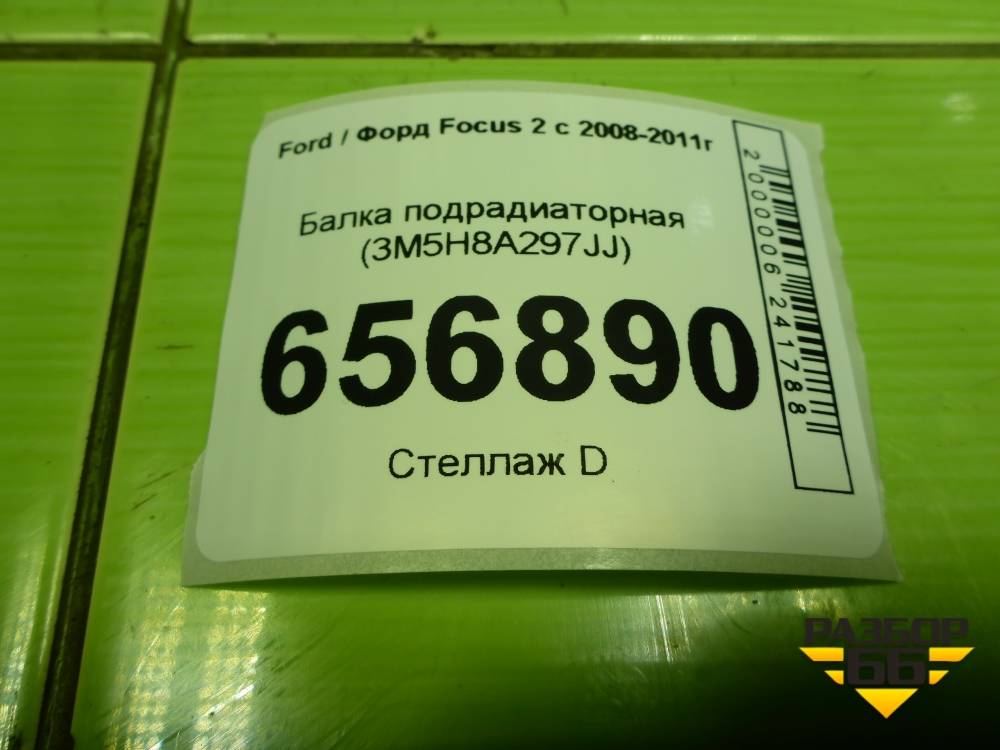 Ford / Форд Focus 2 с 2008-2011г
Балка подрадиаторная
(3M5H8A297JJ)
656890
Стеллаж D
2000006241788
РАЗБОР
66